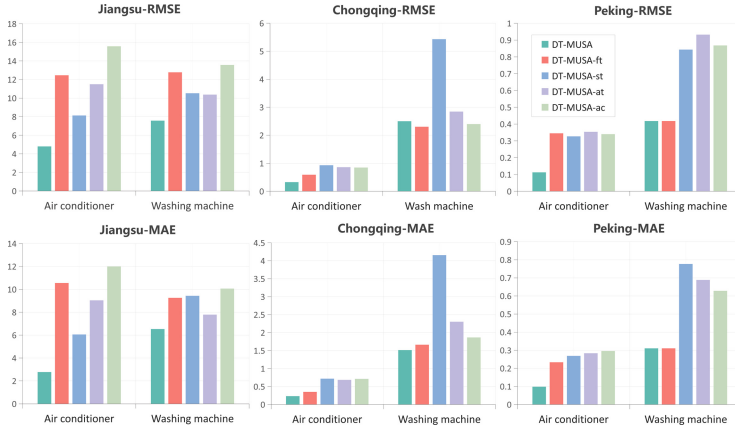 Jiangsu-RMSE
18
16
14
12
10
8
6
4
2
0
Air conditioner
Washing machine
Chongqing-RMSE
6
5
4
3
2
1
0
Air conditioner
Wash machine
Peking-RMSE
1
0.9
0.8
0.7
0.6
0.5
0.4
0.3
0.2
0.1
0
DT-MUSA
DT-MUSA-ft
DT-MUSA-st
DT-MUSA-at
DT-MUSA-ac
Air conditioner
Washing machine
Jiangsu-MAE
14
12
10
8
6
4
2
0
Air conditioner
Washing machine
Chongqing-MAE
4.5
4
3.5
3
2.5
2
1.5
1
0.5
0
Air conditioner
Washing machine
Peking-MAE
0.9
0.8
0.7
0.6
0.5
0.4
0.3
0.2
0.1
0
Air conditioner
Washing machine